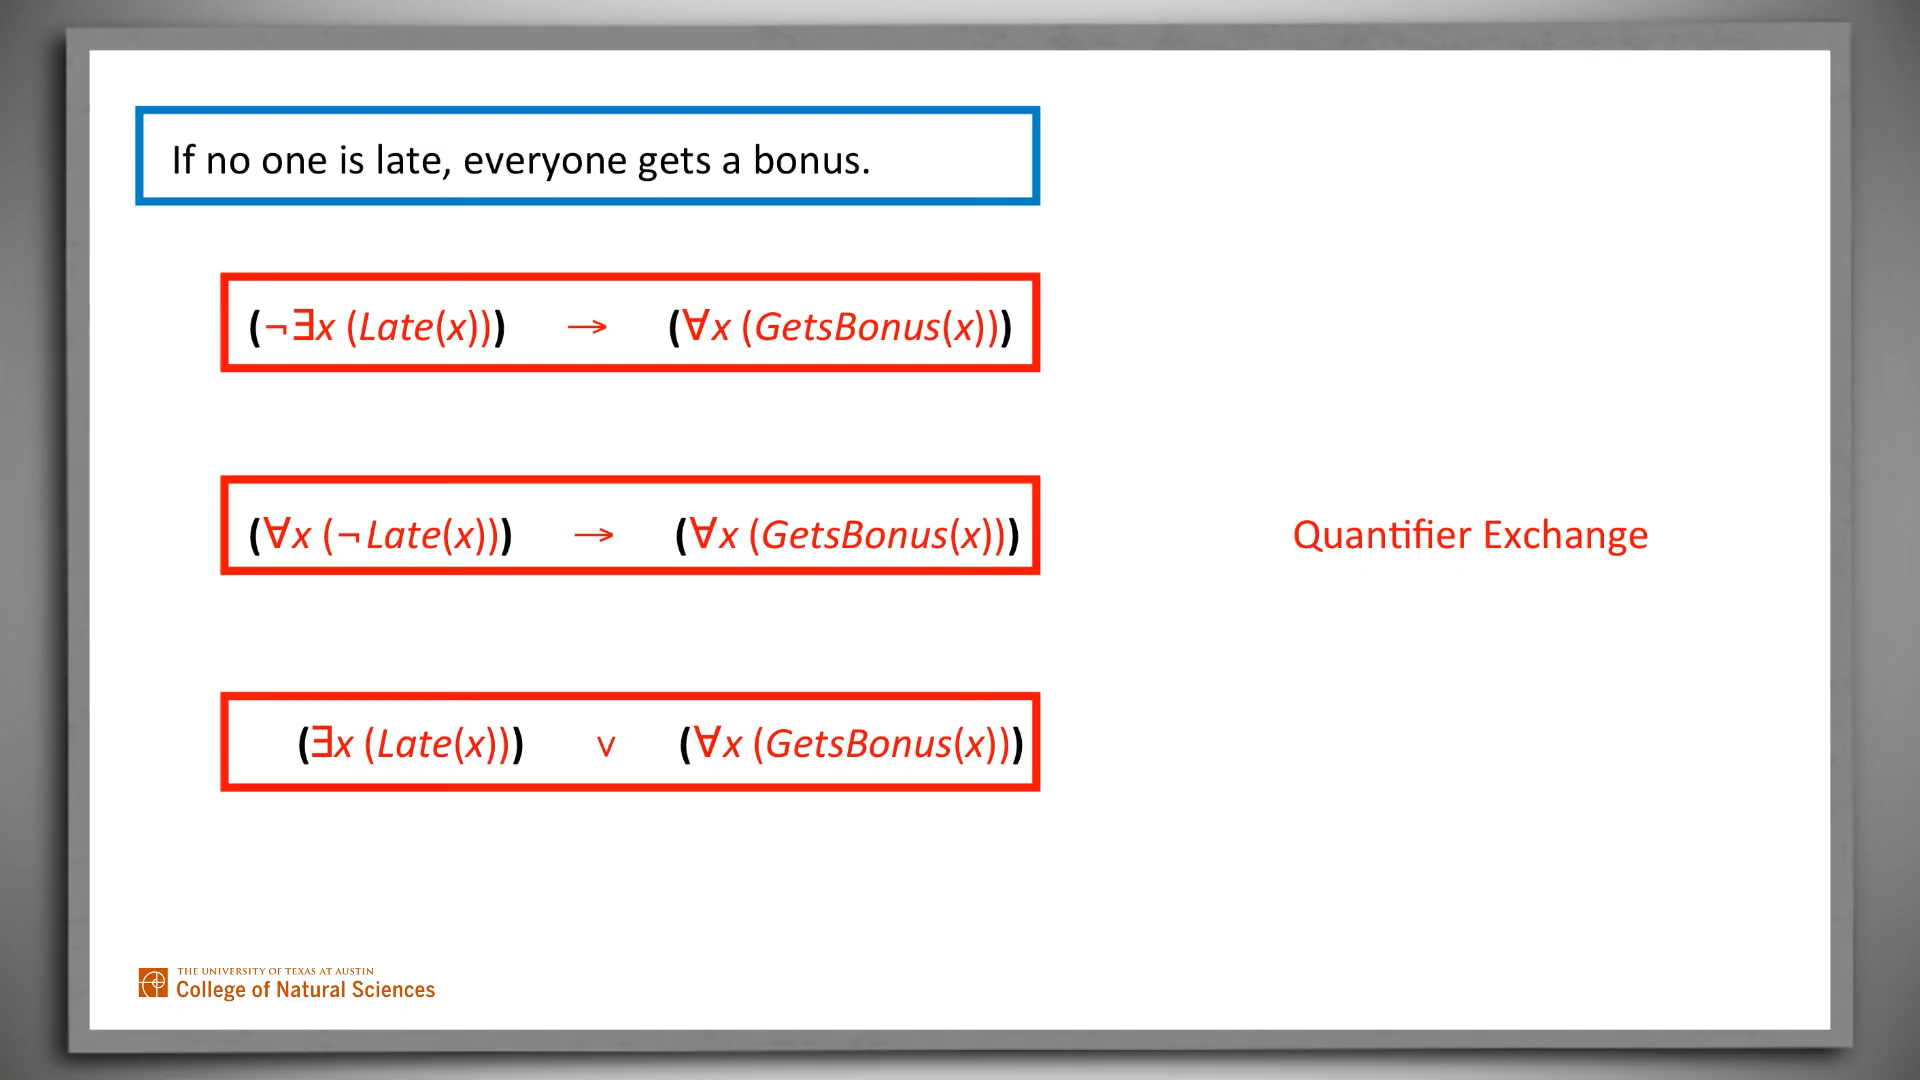 If no one is late, everyone gets a bonus.
(¬∃x (Late(x))) → (∀x (GetsBonus(x)))
(∀x (¬Late(x))) → (∀x (GetsBonus(x)))
Quantifier Exchange
(∃x (Late(x))) ∨ (∀x (GetsBonus(x)))
THE UNIVERSITY OF TEXAS AT AUSTIN
College of Natural Sciences